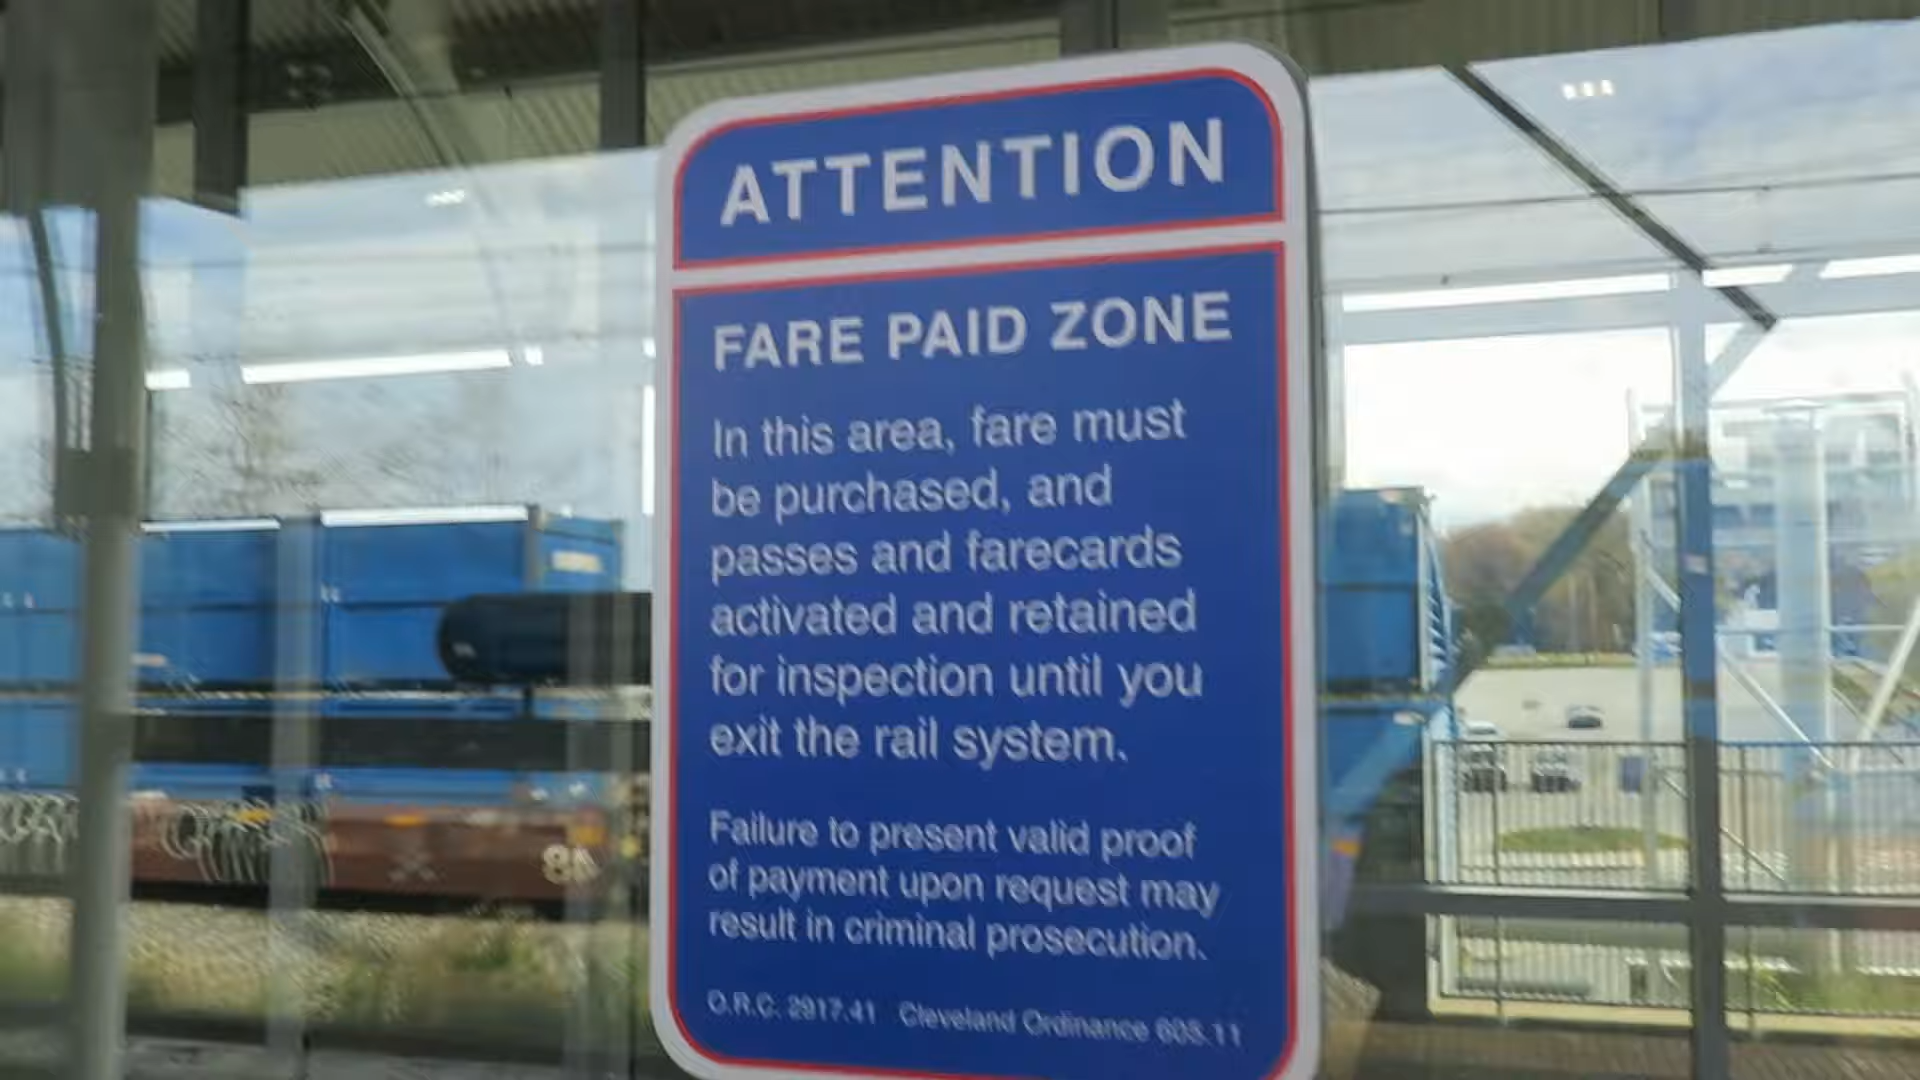 ATTENTION
FARE PAID ZONE
In this area, fare must
be purchased, and
passes and farecards
activated and retained
for inspection until you
exit the rail system.
Failure to present valid proof
of payment upon request may
result in criminal prosecution.
O.R.C. 2917.41 Cleveland Ordinance 605.11